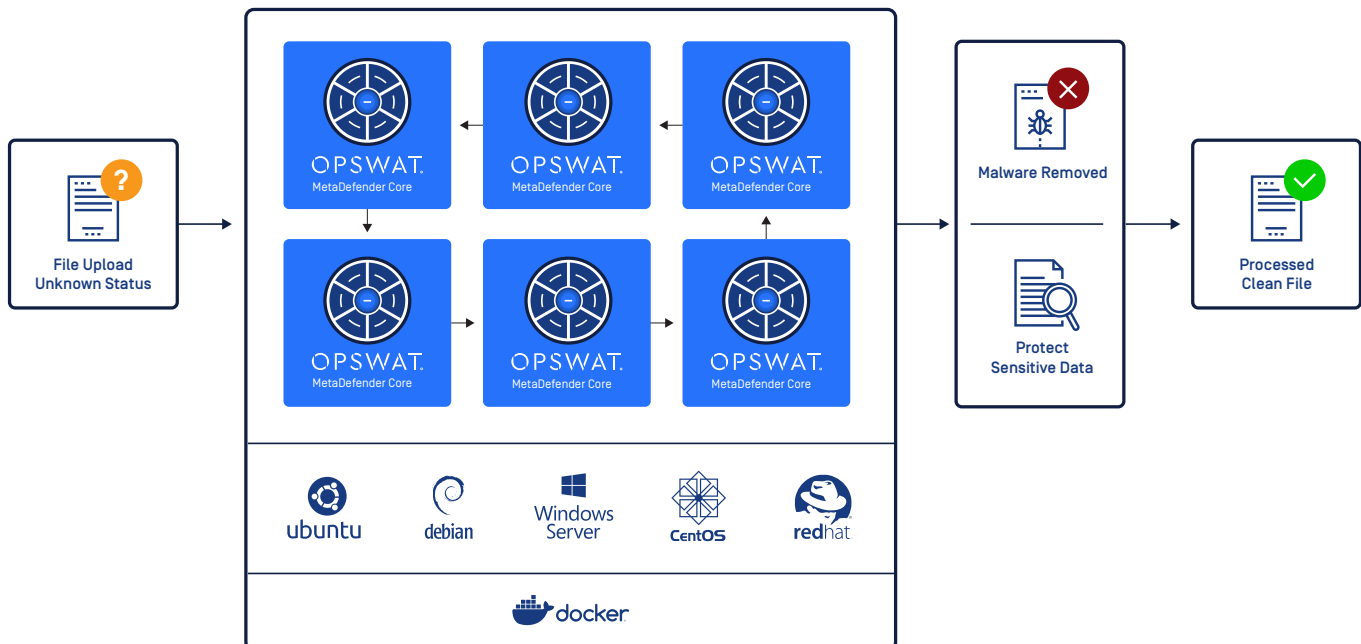 ?
File Upload
Unknown Status
OPSWAT.
MetaDefender Core
OPSWAT.
MetaDefender Core
OPSWAT.
MetaDefender Core
OPSWAT.
MetaDefender Core
OPSWAT.
MetaDefender Core
OPSWAT.
MetaDefender Core
ubuntu
debian
Windows
Server
CentOS
redhat
docker
Malware Removed
Protect
Sensitive Data
Processed
Clean File